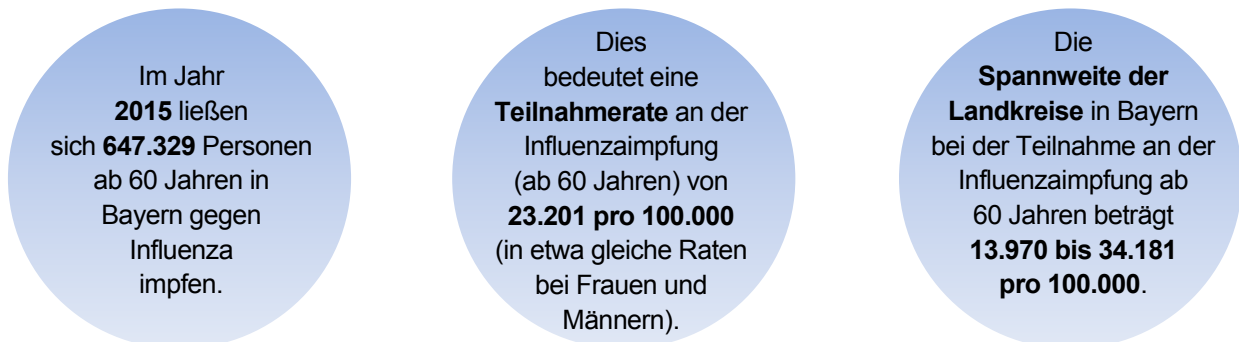 Im Jahr
2015 ließen
sich 647.329 Personen
ab 60 Jahren in
Bayern gegen
Influenza
impfen.
Dies
bedeutet eine
Teilnahmerate an der
Influenzaimpfung
(ab 60 Jahren) von
23.201 pro 100.000
(in etwa gleiche Raten
bei Frauen und
Männern).
Die
Spannweite der
Landkreise in Bayern
bei der Teilnahme an der
Influenzaimpfung ab
60 Jahren beträgt
13.970 bis 34.181
pro 100.000.